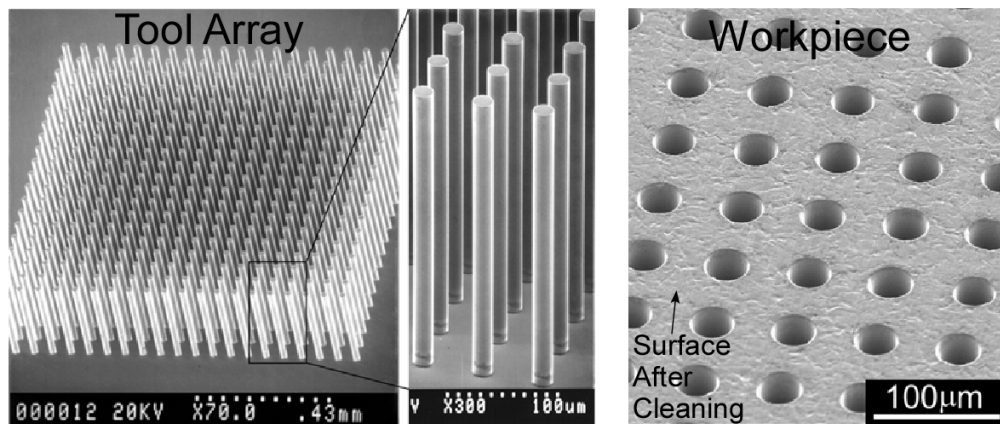 Tool Array
Workpiece
000012 20KV X70.0 .43mm
V X300 100um
Surface
After
Cleaning
100μm